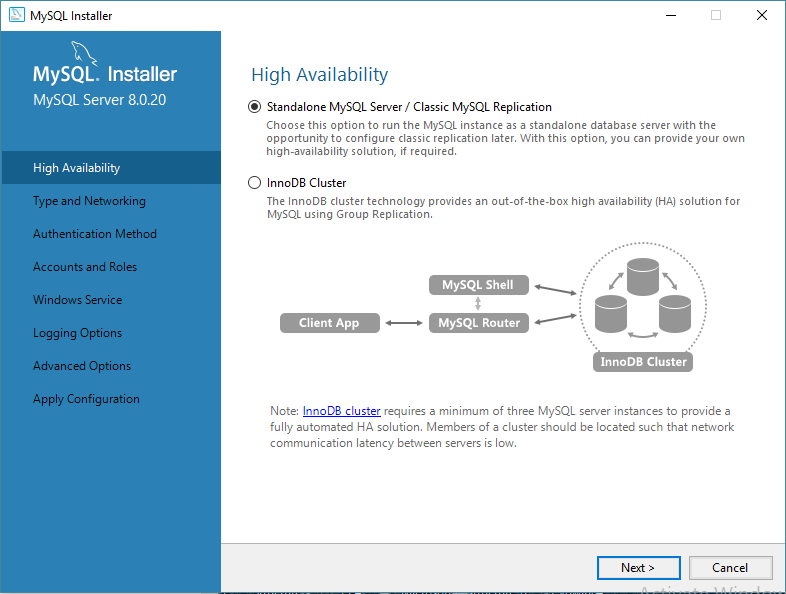 MySQL Installer
MySQL. Installer
MySQL Server 8.0.20
High Availability
Type and Networking
Authentication Method
Accounts and Roles
Windows Service
Logging Options
Advanced Options
Apply Configuration
High Availability
Standalone MySQL Server / Classic MySQL Replication
Choose this option to run the MySQL instance as a standalone database server with the
opportunity to configure classic replication later. With this option, you can provide your own
high-availability solution, if required.
InnoDB Cluster
The InnoDB cluster technology provides an out-of-the-box high availability (HA) solution for
MySQL using Group Replication.
MySQL Shell
Client App
MySQL Router
InnoDB Cluster
Note: InnoDB cluster requires a minimum of three MySQL server instances to provide a
fully automated HA solution. Members of a cluster should be located such that network
communication latency between servers is low.
Next >
Cancel
Activate Window